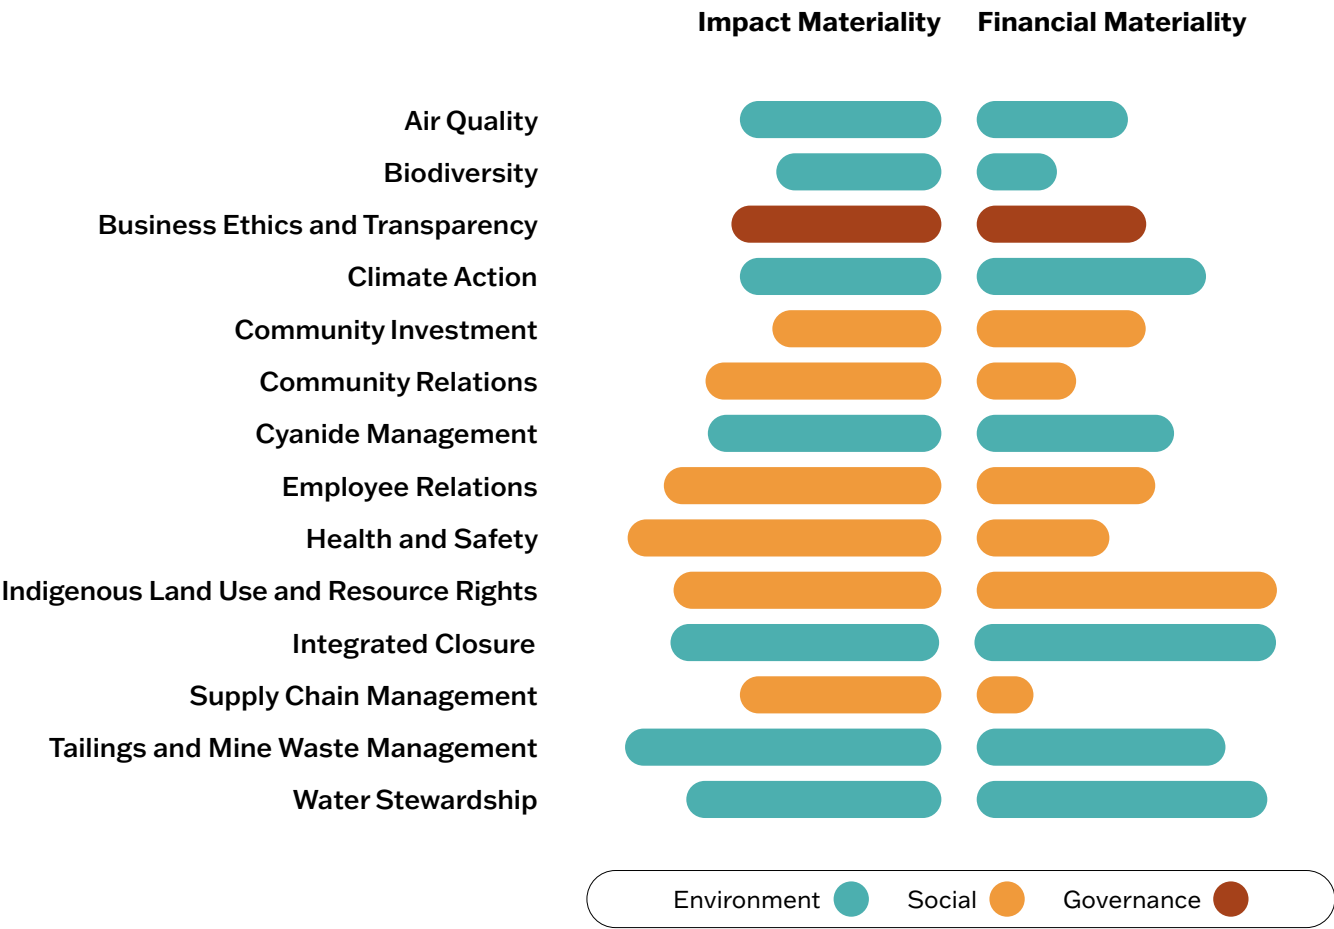 Impact Materiality Financial Materiality
Air Quality
Biodiversity
Business Ethics and Transparency
Climate Action
Community Investment
Community Relations
Cyanide Management
Employee Relations
Health and Safety
Indigenous Land Use and Resource Rights
Integrated Closure
Supply Chain Management
Tailings and Mine Waste Management
Water Stewardship
Environment Social Governance